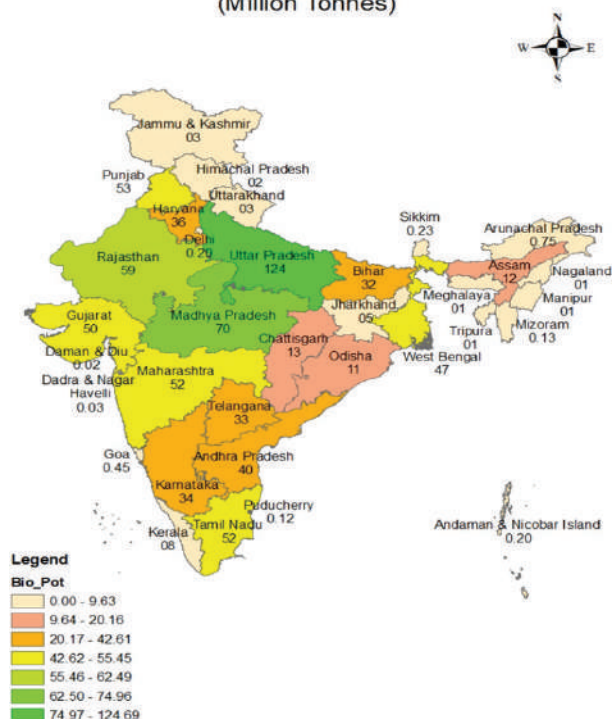 (Million Tonnes)
N
W E
S
Jammu & Kashmir
03
Himachal Pradesh
02
Punjab
53
Uttarakhand
03
Haryana
36
Delhi
0.20
Sikkim
0.23
Arunachal Pradesh
0.75
Rajasthan
59
Uttar Pradesh
124
Bihar
32
Assam
12
Nagaland
01
Meghalaya
01
Manipur
01
Jharkhand
05
Tripura
01
Mizoram
0.13
Gujarat
50
Madhya Pradesh
70
Chattisgarh
13
Odisha
11
West Bengal
47
Daman & Diu
0.02
Dadra & Nagar
Havelli
0.03
Maharashtra
52
Telangana
33
Goa
0.45
Andhra Pradesh
40
Karnataka
34
Puducherry
0.12
Tamil Nadu
52
Kerala
08
Andaman & Nicobar Island
0.20
Legend
Bio_Pot
0.00 - 9.63
9.64 - 20.16
20.17 - 42.61
42.62 - 55.45
55.46 - 62.49
62.50 - 74.96
74.97 - 124.69